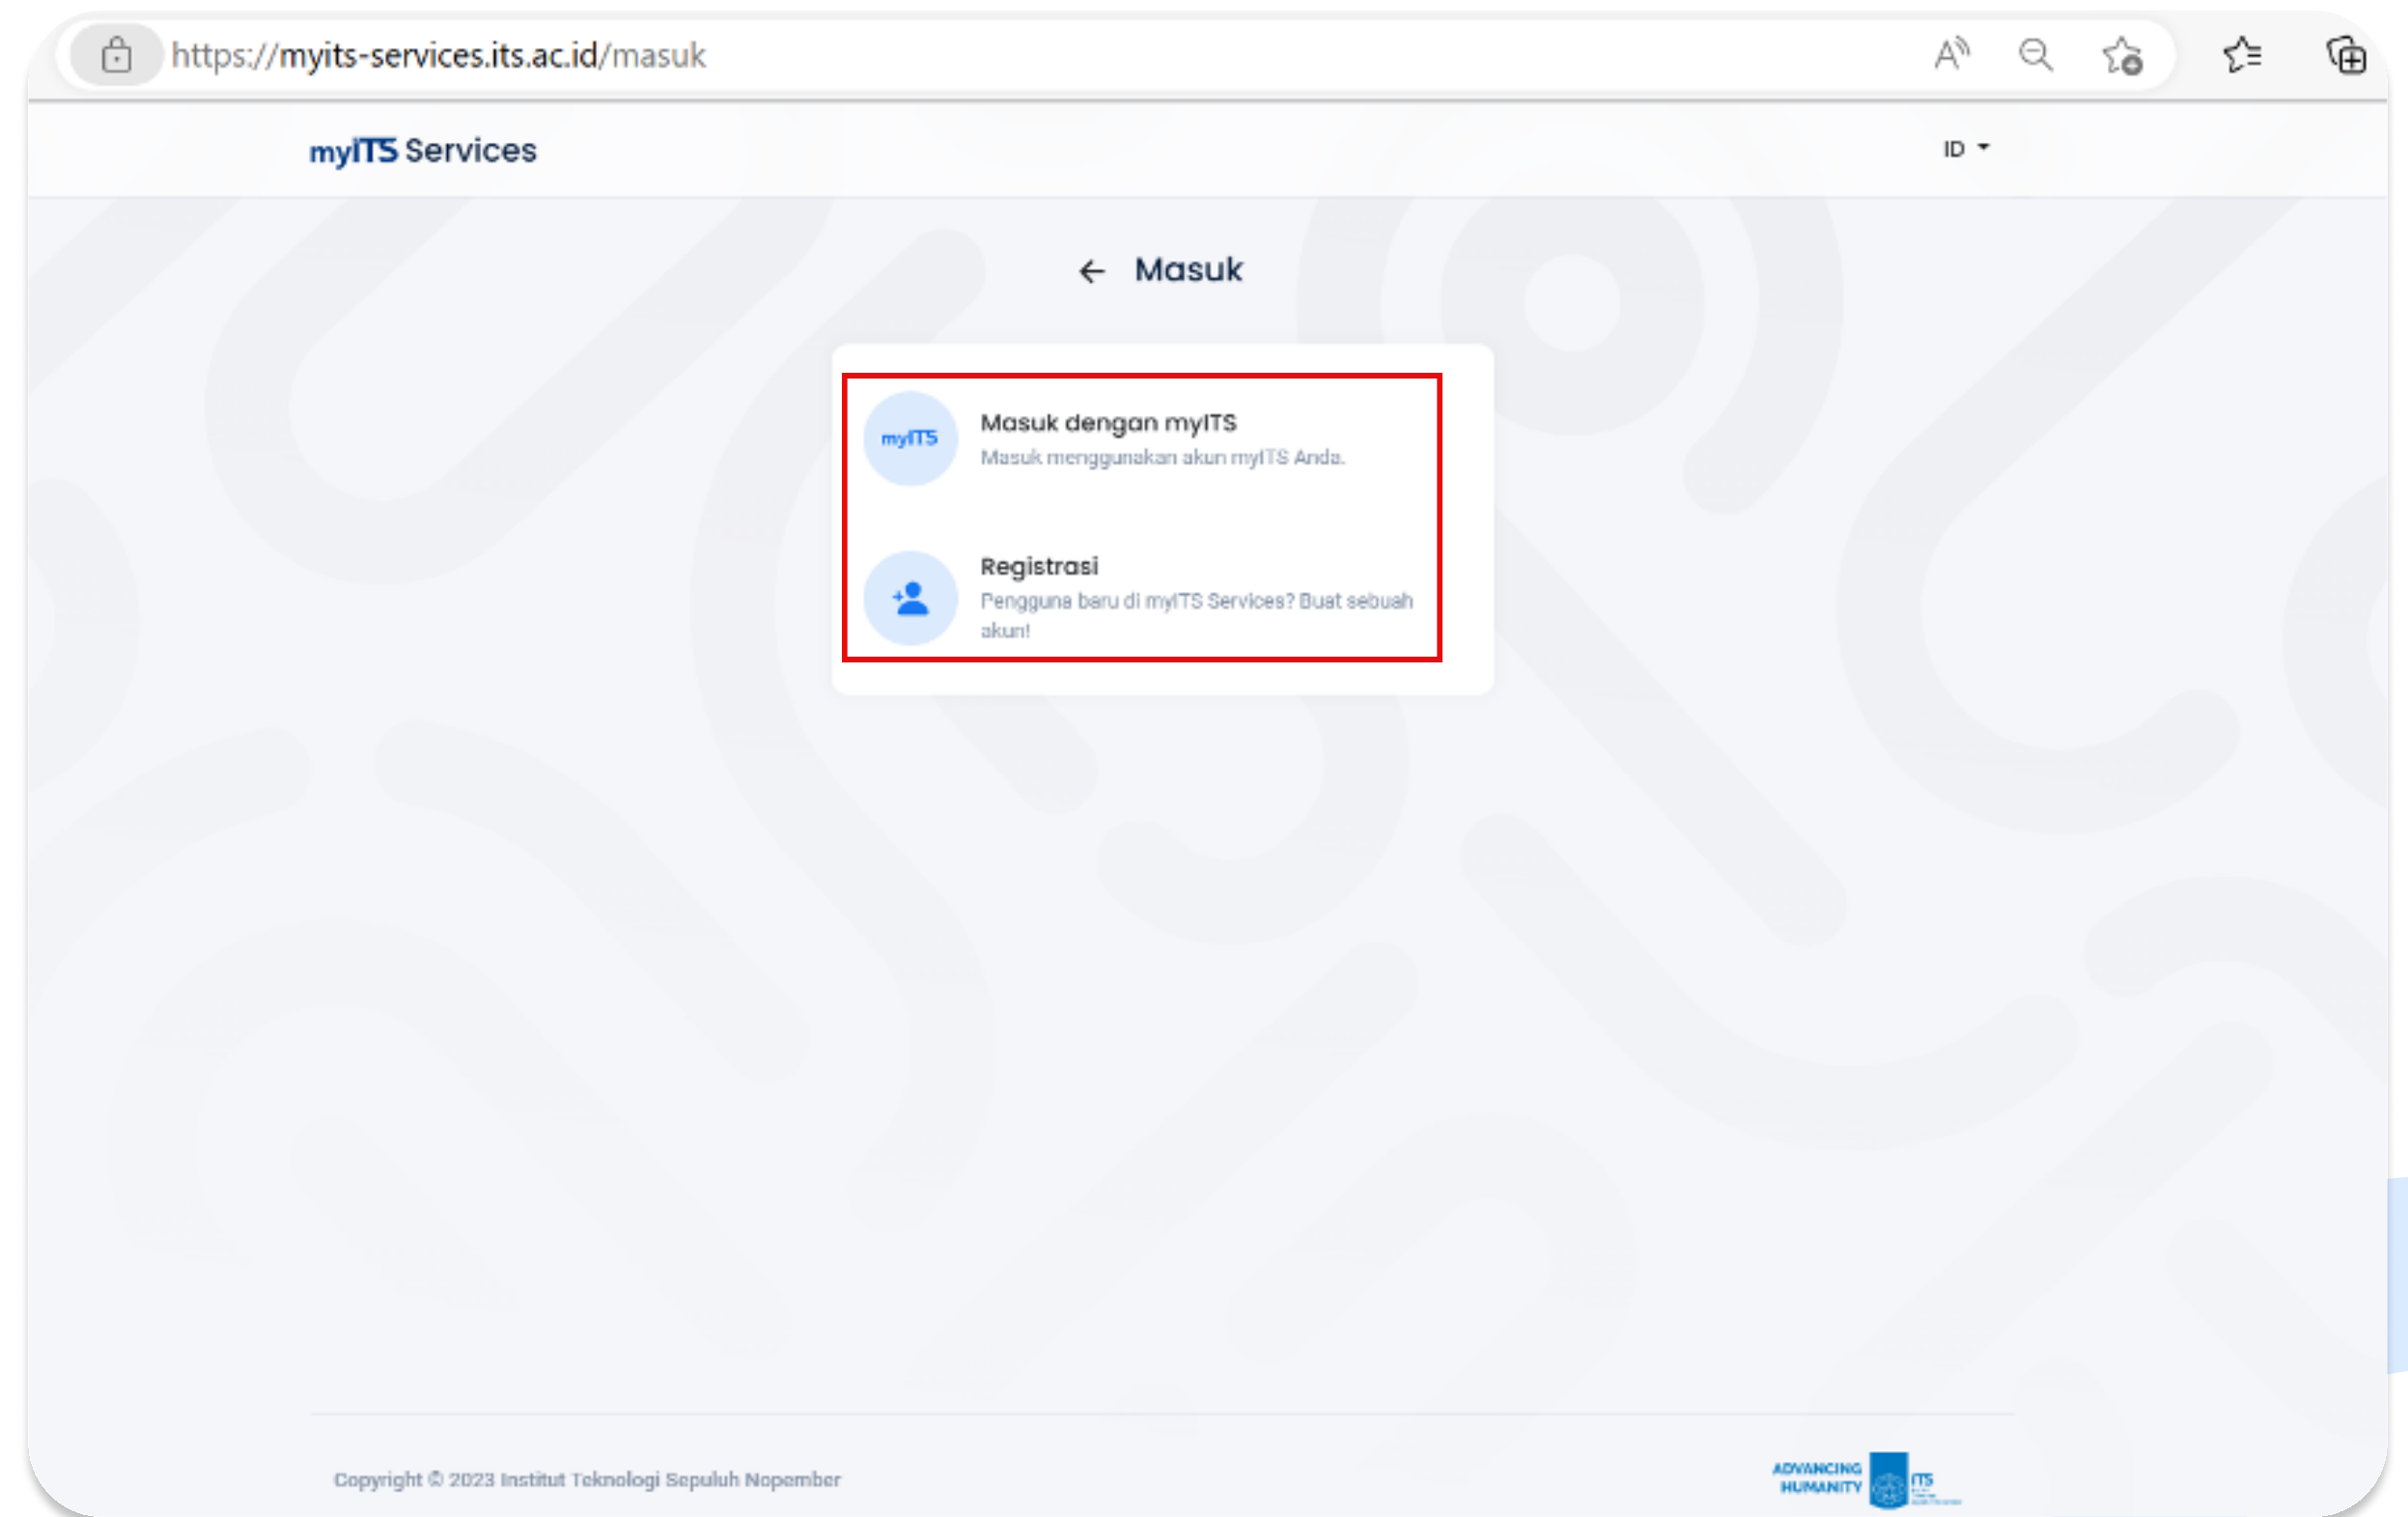 https://myits-services.its.ac.id/masuk
myITS Services
ID
Masuk
myITS
Masuk dengan myITS
Masuk menggunakan akun myITS Anda.
Registrasi
Pengguna baru di myITS Services? Buat sebuah
akun!
Copyright © 2023 Institut Teknologi Sepuluh Nopember
ADVANCING
HUMANITY
ITS